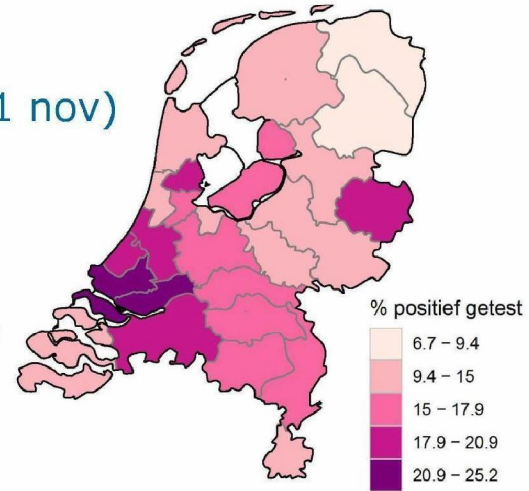 1 nov)
% positief getest
6.7 – 9.4
9.4 – 15
15 – 17.9
17.9 – 20.9
20.9 – 25.2